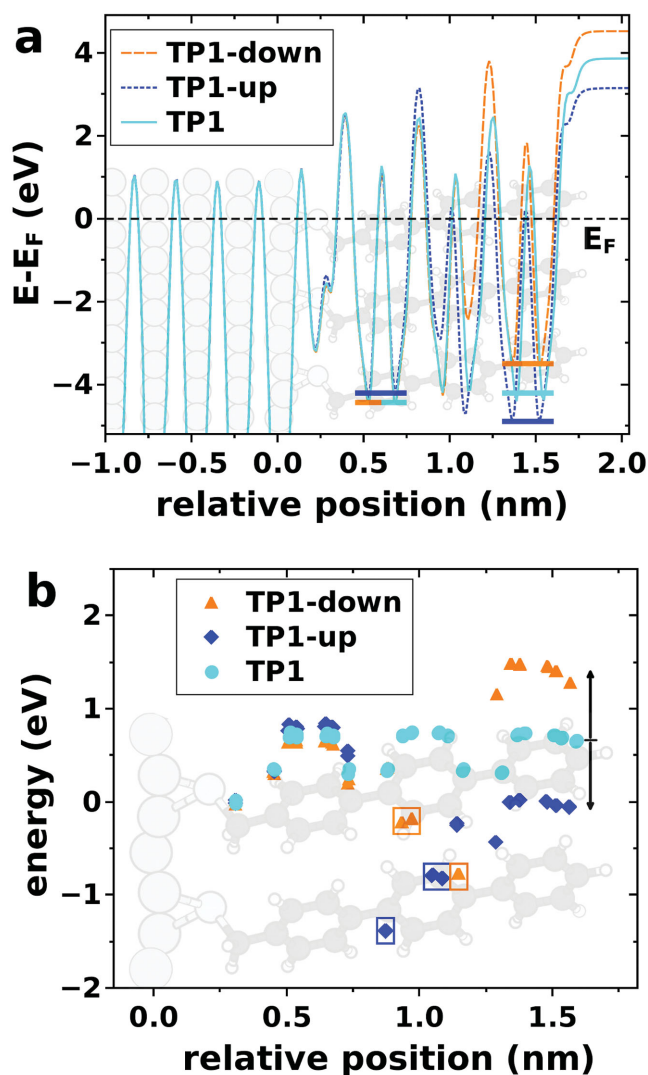 a
TP1-down
TP1-up
TP1
4
2
0
−2
−4
E-E_F (eV)
E_F
−1.0 −0.5 0.0 0.5 1.0 1.5 2.0
relative position (nm)
b
TP1-down
TP1-up
TP1
2
1
0
−1
−2
energy (eV)
0.0 0.5 1.0 1.5
relative position (nm)